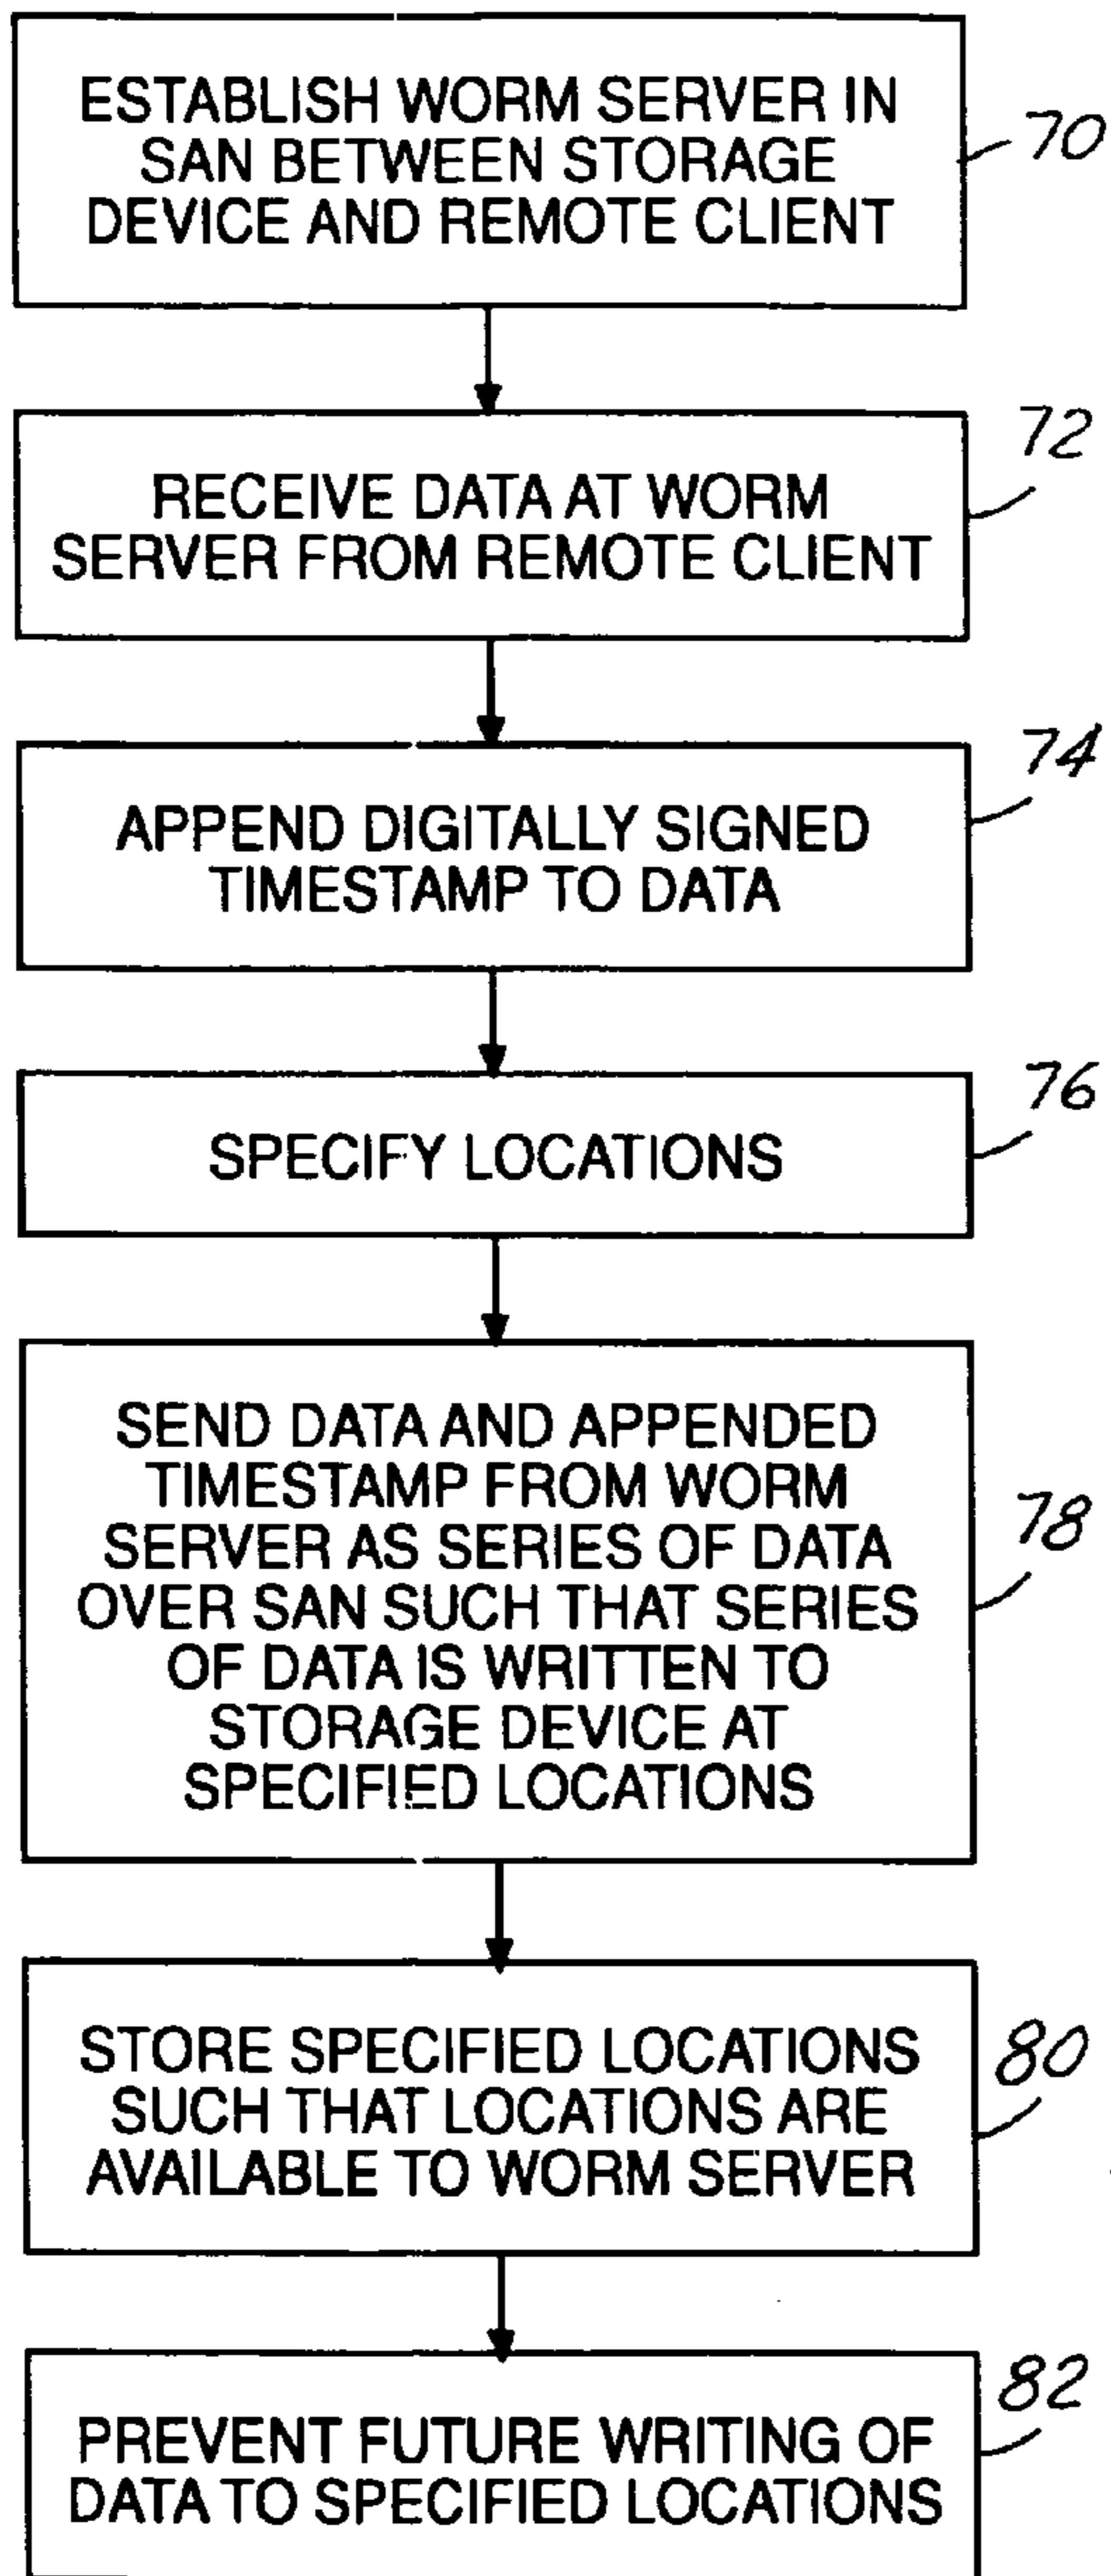 ESTABLISH WORM SERVER IN
SAN BETWEEN STORAGE
DEVICE AND REMOTE CLIENT
70
RECEIVE DATA AT WORM
SERVER FROM REMOTE CLIENT
72
APPEND DIGITALLY SIGNED
TIMESTAMP TO DATA
74
SPECIFY LOCATIONS
76
SEND DATA AND APPENDED
TIMESTAMP FROM WORM
SERVER AS SERIES OF DATA
OVER SAN SUCH THAT SERIES
OF DATA IS WRITTEN TO
STORAGE DEVICE AT
SPECIFIED LOCATIONS
78
STORE SPECIFIED LOCATIONS
SUCH THAT LOCATIONS ARE
AVAILABLE TO WORM SERVER
80
PREVENT FUTURE WRITING OF
DATA TO SPECIFIED LOCATIONS
82